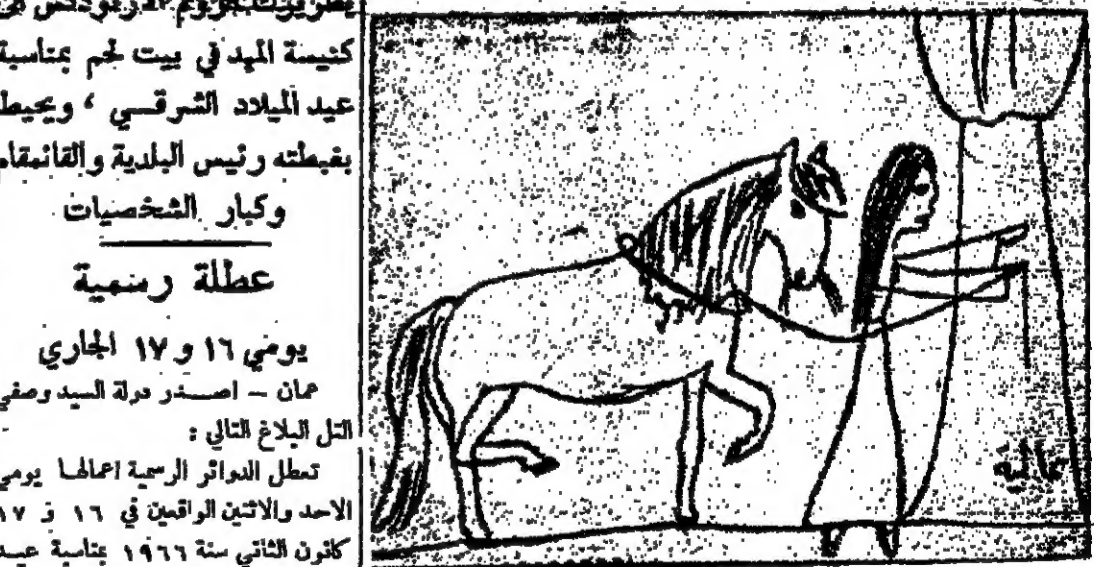 كنيسة المهد في بيت لحم بمناسبة
عيد الميلاد الشرقي ، ويحيط
بغبطته رئيس البلدية والقائمقام
وكبار الشخصيات
عطلة رسمية
يومي ١٦ و ١٧ الجاري
عمان – اصدر دولة السيد وصفي
التل البلاغ التالي :
تعطل الدوائر الرسمية اعمالها يومي
الاحد والاثنين الواقعين في ١٦ و ١٧
كانون الثاني سنة ١٩٦٦ بمناسبة عيد